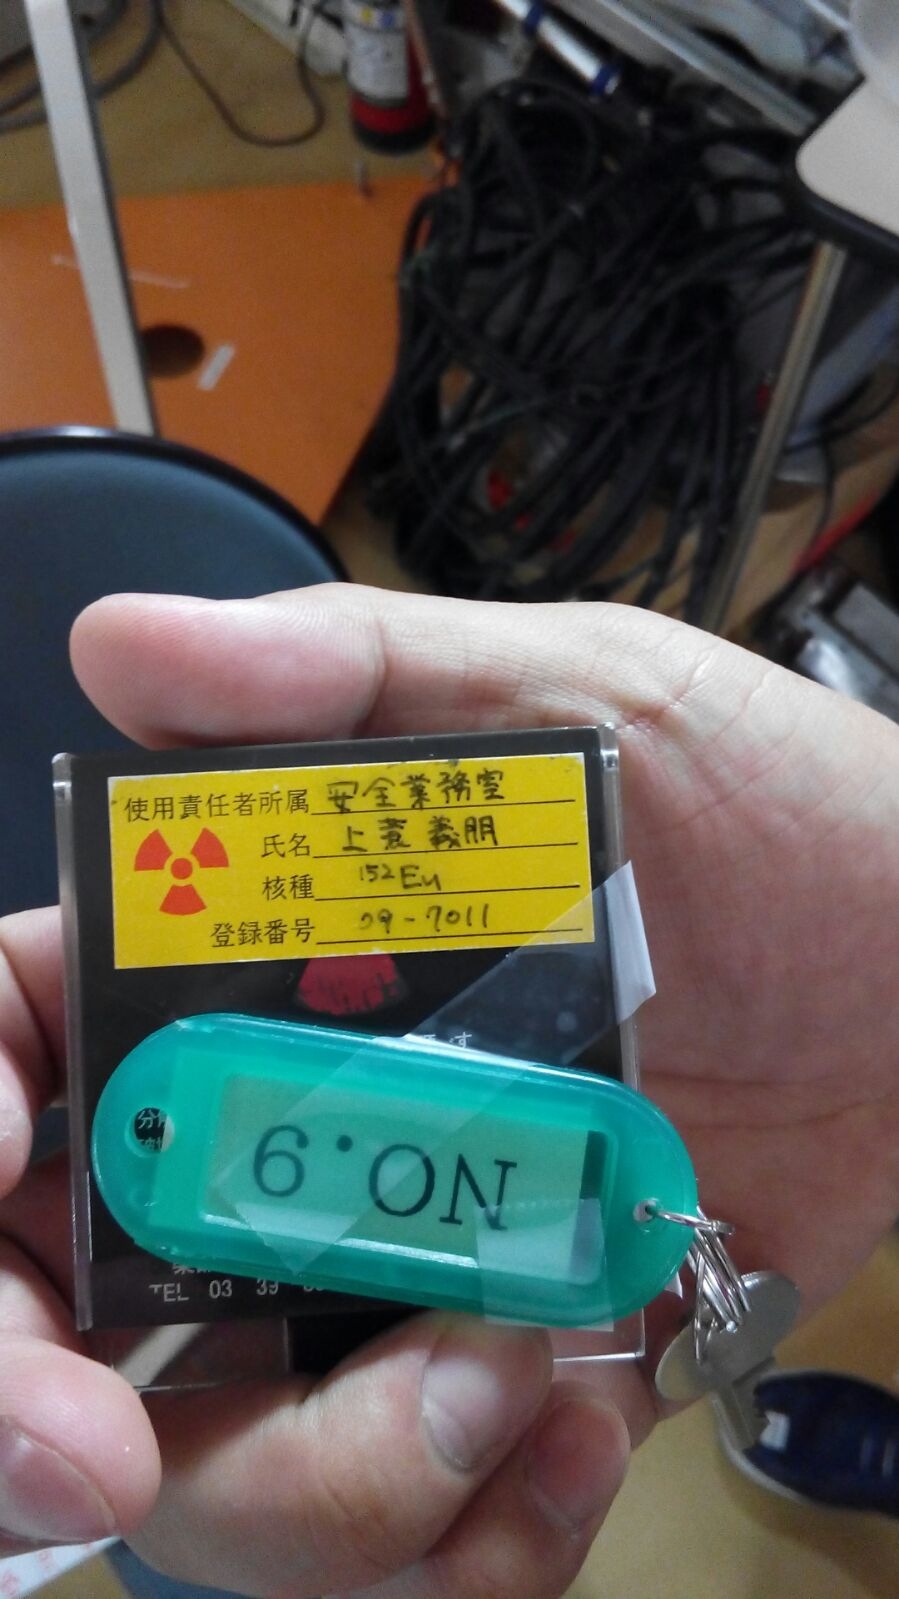 使用責任者所属 安全業務室
氏名 上蓑 義朋
核種 152Eu
登録番号 09-7011
NO.9
TEL 03 39